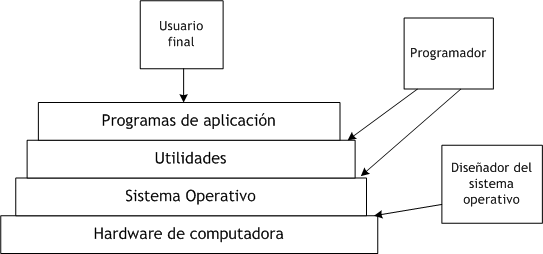 Usuario
final
Programador
Programas de aplicación
Utilidades
Diseñador del
sistema
operativo
Sistema Operativo
Hardware de computadora